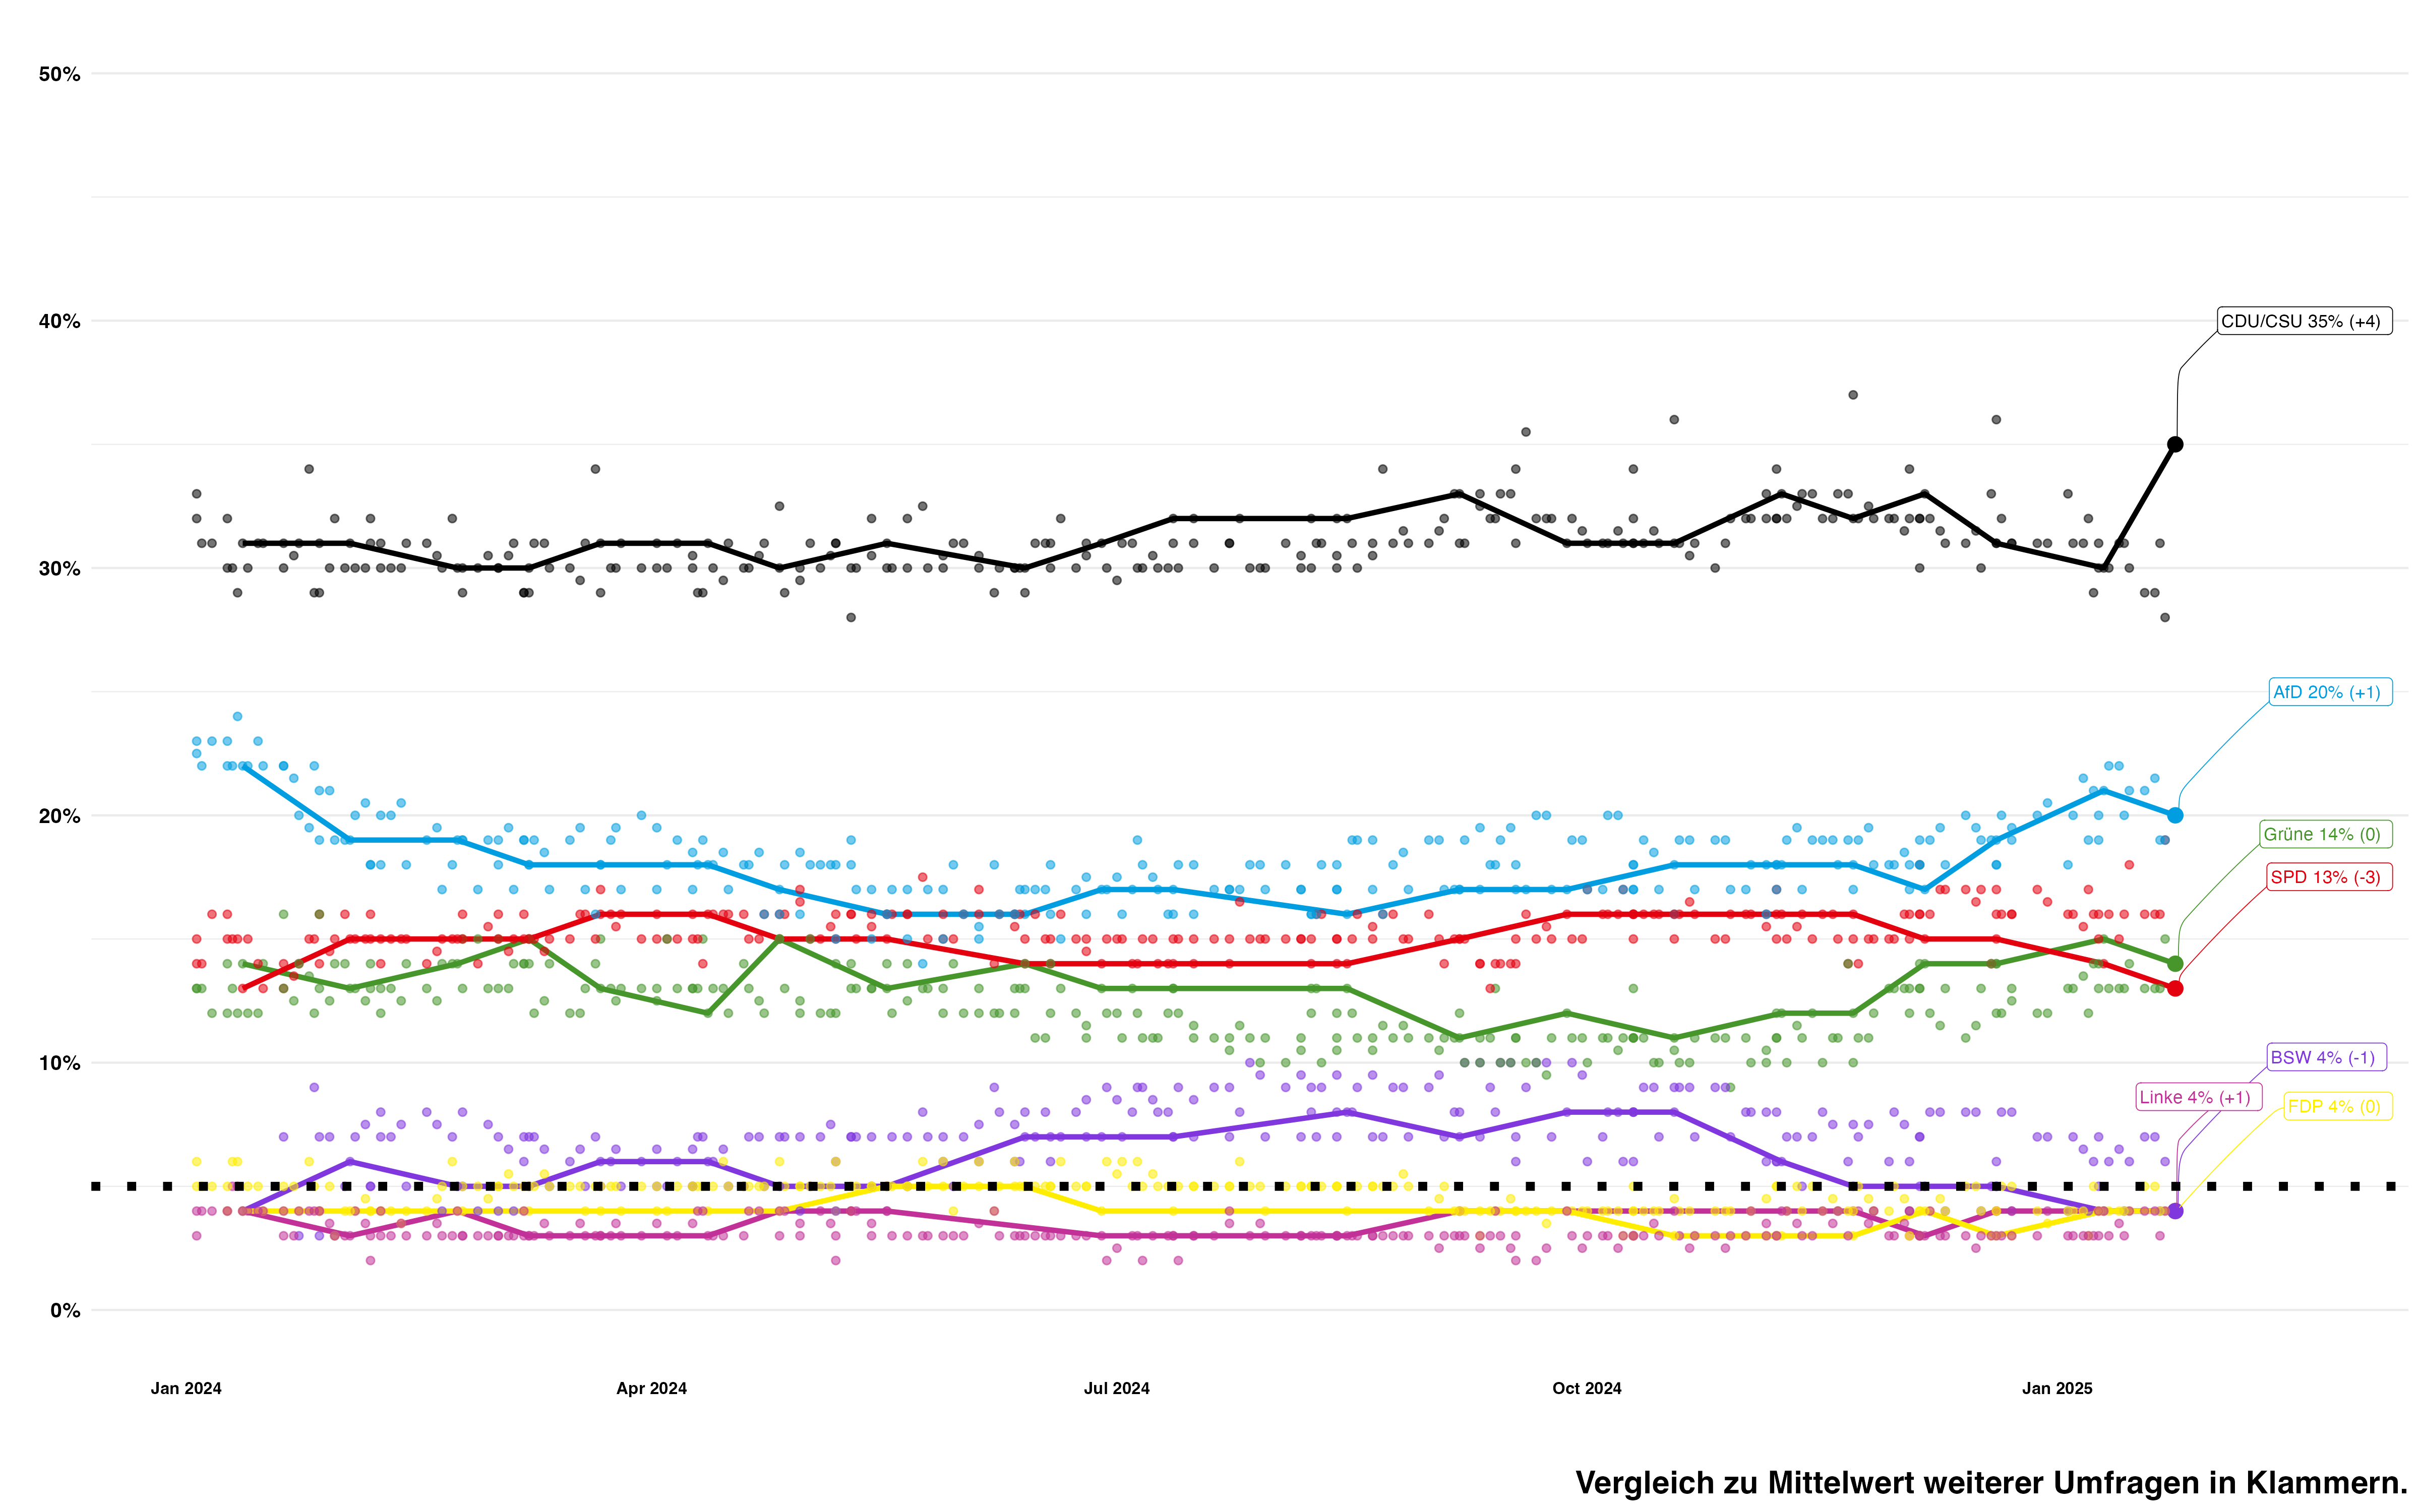 50%
40%
30%
20%
10%
0%
CDU/CSU 35% (+4)
AfD 20% (+1)
Grüne 14% (0)
SPD 13% (-3)
BSW 4% (-1)
Linke 4% (+1)
FDP 4% (0)
Jan 2024
Apr 2024
Jul 2024
Oct 2024
Jan 2025
Vergleich zu Mittelwert weiterer Umfragen in Klammern.